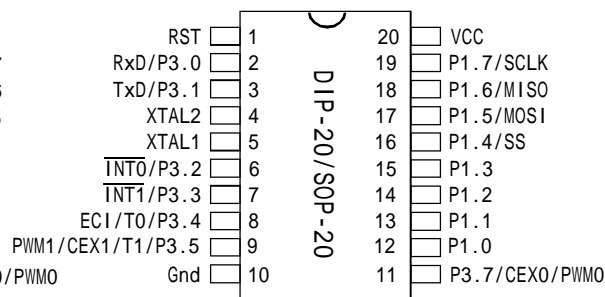 RST 1 20 VCC
RxD/P3.0 2 19 P1.7/SCLK
TxD/P3.1 3 18 P1.6/MISO
XTAL2 4 17 P1.5/MOSI
XTAL1 5 16 P1.4/SS
INT0/P3.2 6 15 P1.3
INT1/P3.3 7 14 P1.2
ECI/T0/P3.4 8 13 P1.1
PWM1/CEX1/T1/P3.5 9 12 P1.0
0/PWM0 Gnd 10 11 P3.7/CEX0/PWM0
DIP-20/SOP-20